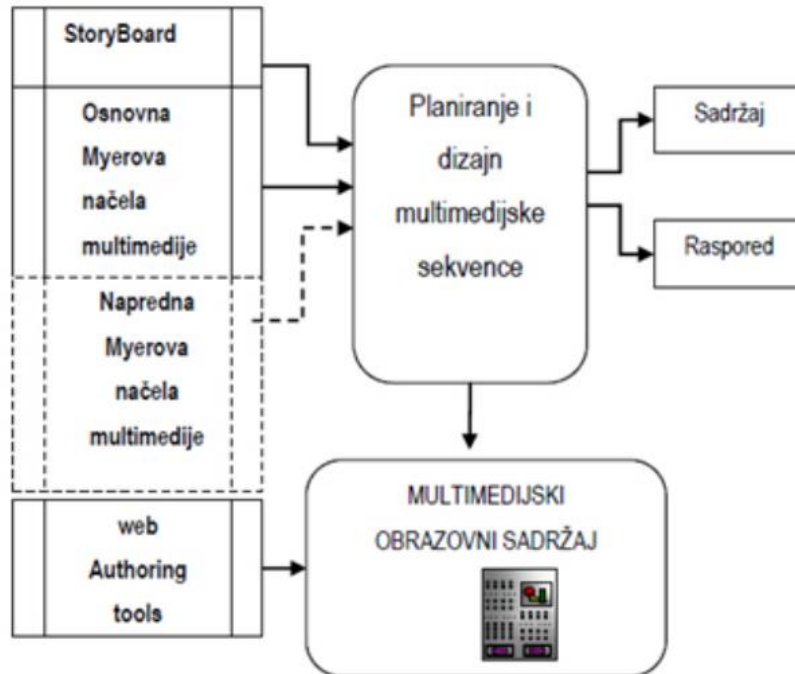 StoryBoard
Osnovna
Myerova
načela
multimedije
Napredna
Myerova
načela
multimedije
web
Authoring
tools
Planiranje i
dizajn
multimedijske
sekvence
Sadržaj
Raspored
MULTIMEDIJSKI
OBRAZOVNI SADRŽAJ